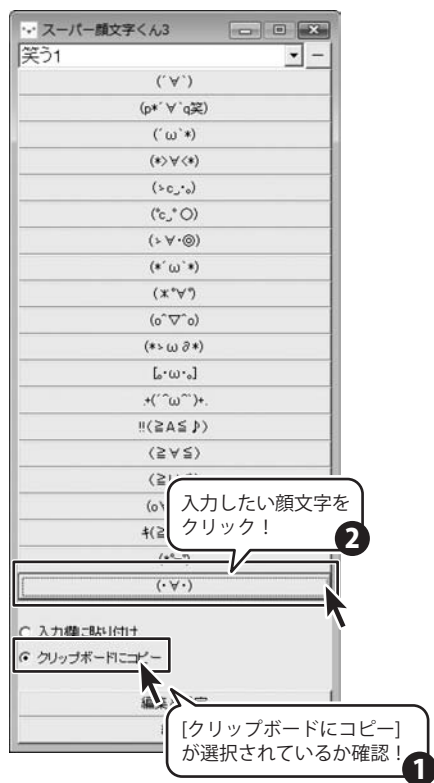 スーパー顔文字くん3
笑う1
(´∀`)
(p*´∀`q笑)
(´ω`*)
(*>∀<*)
(°c_,°○)
(＞∀・◎)
(*´ω`*)
(o^▽^o)
[｡･ω･｡]
.+(´^ω^`)+.
!!(≧A≦♪)
(≧∀≦)
(・∀・)
入力したい顔文字を
クリック！
2
入力欄に貼り付け
クリップボードにコピー
[クリップボードにコピー]
が選択されているか確認！
1